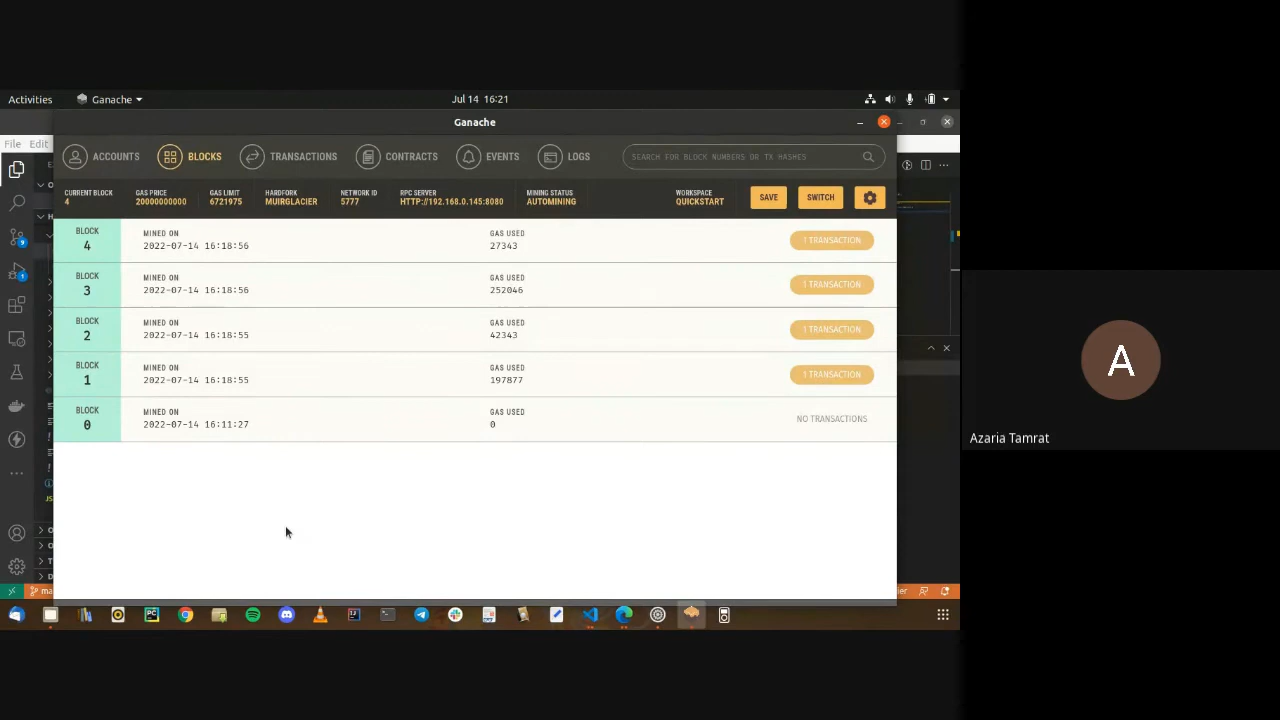 Activities Ganache Jul 14 16:21
Ganache
File Edit
ACCOUNTS BLOCKS TRANSACTIONS CONTRACTS EVENTS LOGS SEARCH FOR BLOCK NUMBERS OR TX HASHES
CURRENT BLOCK GAS PRICE GAS LIMIT HARDFORK NETWORK ID RPC SERVER MINING STATUS WORKSPACE
4 20000000000 6721975 MUIRGLACIER 5777 HTTP://192.168.0.145:8080 AUTOMINING QUICKSTART SAVE SWITCH
BLOCK MINED ON GAS USED
4 2022-07-14 16:18:56 27343 1 TRANSACTION
BLOCK MINED ON GAS USED
3 2022-07-14 16:18:56 252046 1 TRANSACTION
BLOCK MINED ON GAS USED
2 2022-07-14 16:18:55 42343 1 TRANSACTION
BLOCK MINED ON GAS USED
1 2022-07-14 16:18:55 197877 1 TRANSACTION
BLOCK MINED ON GAS USED
0 2022-07-14 16:11:27 0 NO TRANSACTIONS
A
Azaria Tamrat